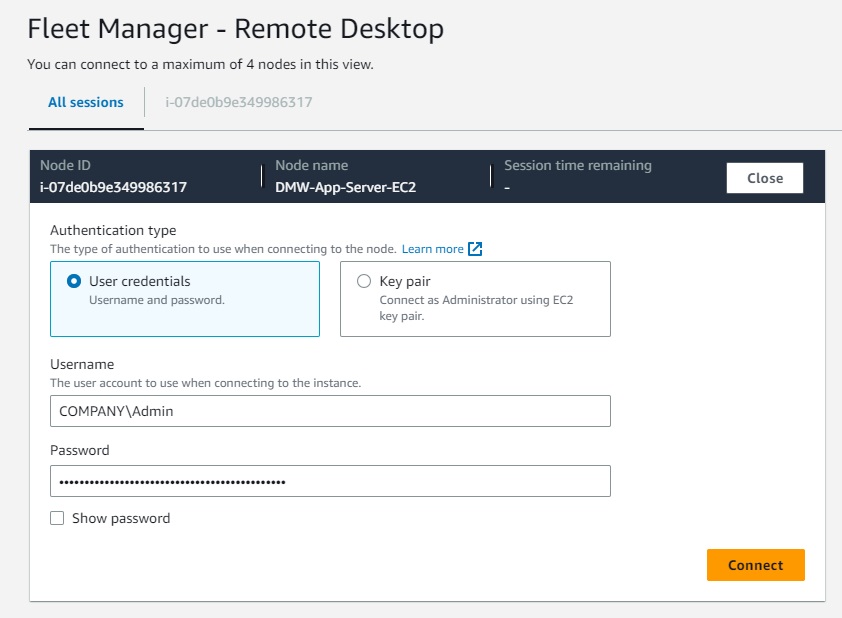 Fleet Manager - Remote Desktop
You can connect to a maximum of 4 nodes in this view.
All sessions
i-07de0b9e349986317
Node ID
i-07de0b9e349986317
Node name
DMW-App-Server-EC2
Session time remaining
-
Close
Authentication type
The type of authentication to use when connecting to the node. Learn more
User credentials
Username and password.
Key pair
Connect as Administrator using EC2
key pair.
Username
The user account to use when connecting to the instance.
COMPANY\Admin
Password
•••••••••••••••••••••••••••••••••••••••••••••
Show password
Connect